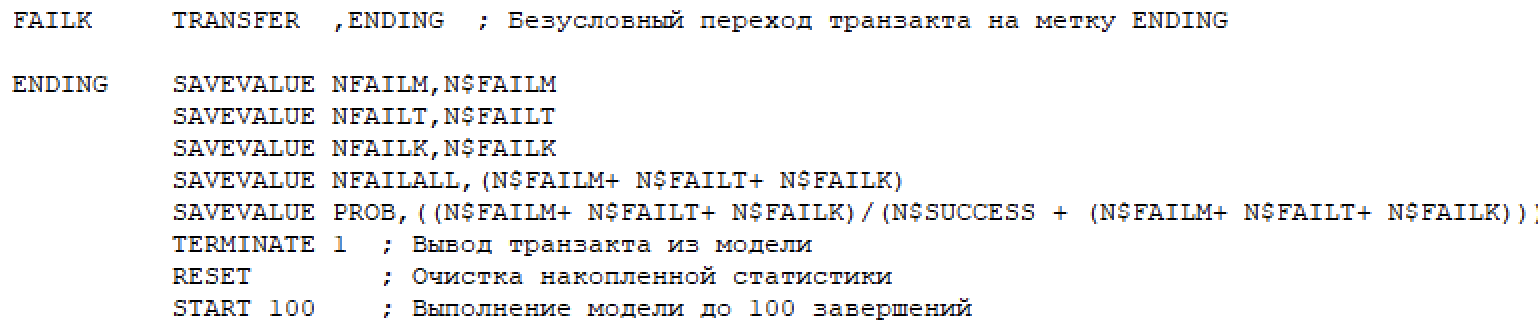 FAILK     TRANSFER  ,ENDING  ; Безусловный переход транзакта на метку ENDING
ENDING    SAVEVALUE NFAILM,N$FAILM
          SAVEVALUE NFAILT,N$FAILT
          SAVEVALUE NFAILK,N$FAILK
          SAVEVALUE NFAILALL,(N$FAILM+ N$FAILT+ N$FAILK)
          SAVEVALUE PROB,((N$FAILM+ N$FAILT+ N$FAILK)/(N$SUCCESS + (N$FAILM+ N$FAILT+ N$FAILK)))
          TERMINATE 1  ; Вывод транзакта из модели
          RESET        ; Очистка накопленной статистики
          START 100    ; Выполнение модели до 100 завершений